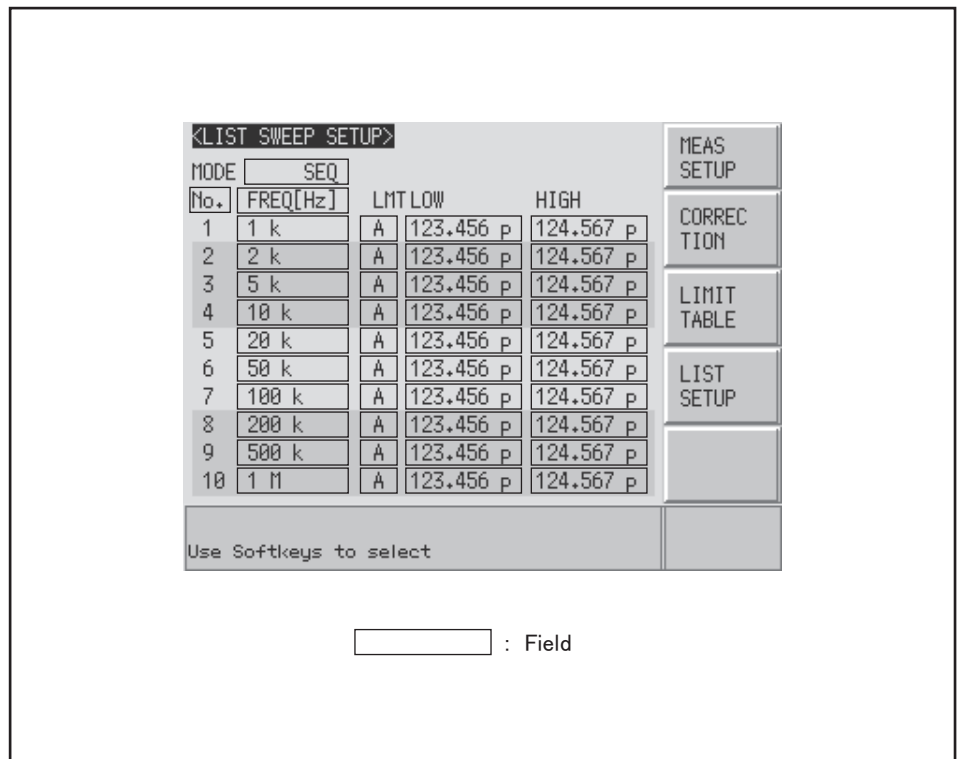 <LIST SWEEP SETUP>
MODE SEQ
No. FREQ[Hz] LMT LOW HIGH
1 1 k A 123.456 p 124.567 p
2 2 k A 123.456 p 124.567 p
3 5 k A 123.456 p 124.567 p
4 10 k A 123.456 p 124.567 p
5 20 k A 123.456 p 124.567 p
6 50 k A 123.456 p 124.567 p
7 100 k A 123.456 p 124.567 p
8 200 k A 123.456 p 124.567 p
9 500 k A 123.456 p 124.567 p
10 1 M A 123.456 p 124.567 p
MEAS
SETUP
CORREC
TION
LIMIT
TABLE
LIST
SETUP
Use Softkeys to select
: Field